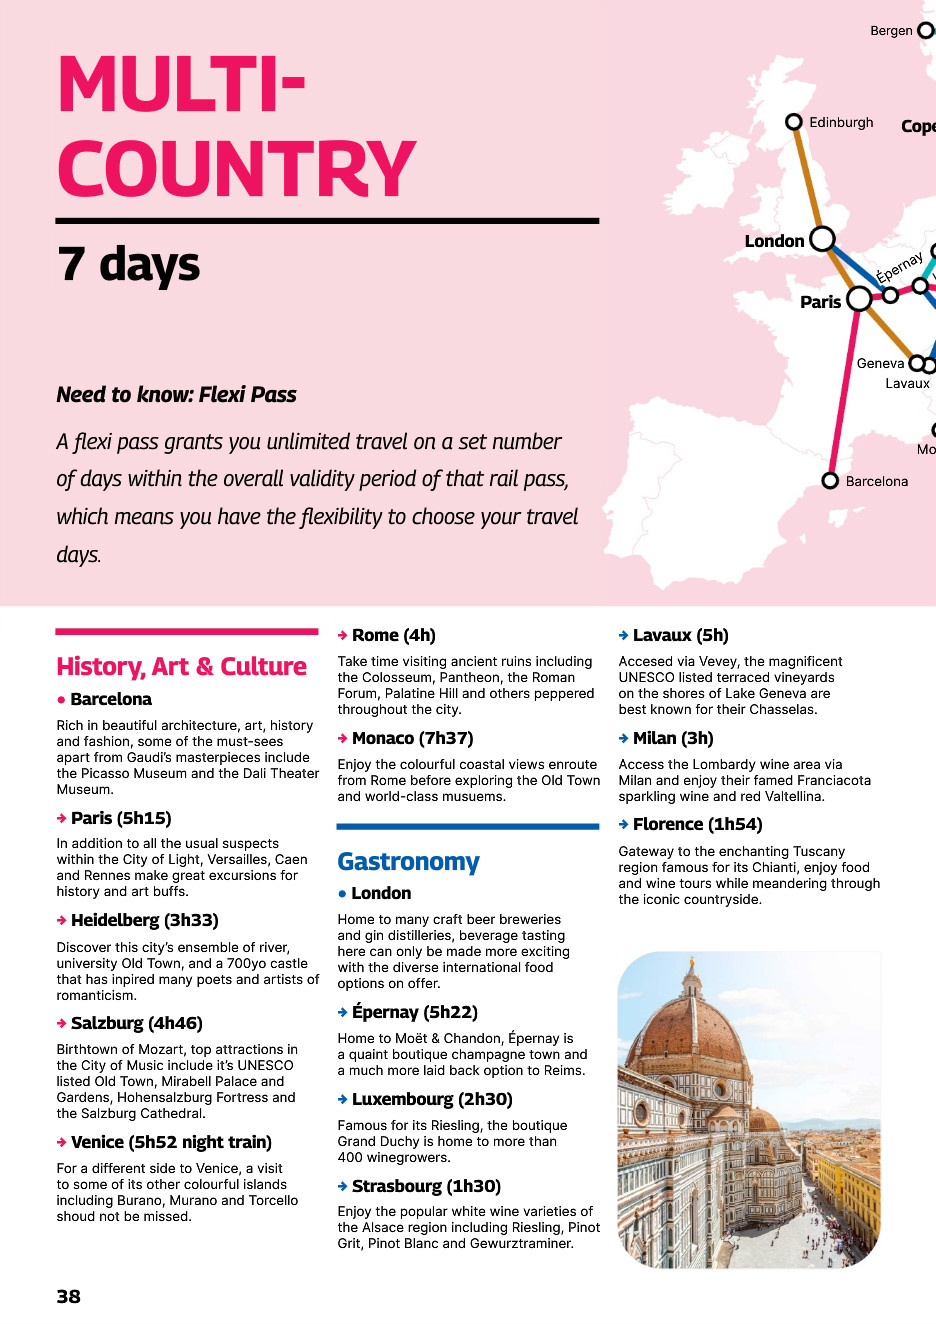 MULTI-
COUNTRY
7 days
Need to know: Flexi Pass
A flexi pass grants you unlimited travel on a set number
of days within the overall validity period of that rail pass,
which means you have the flexibility to choose your travel
days.
Bergen
Edinburgh
Cope
London
Épernay
Paris
Geneva
Lavaux
Mo
Barcelona
History, Art & Culture
• Barcelona
Rich in beautiful architecture, art, history
and fashion, some of the must-sees
apart from Gaudi's masterpieces include
the Picasso Museum and the Dali Theater
Museum.
→ Paris (5h15)
In addition to all the usual suspects
within the City of Light, Versailles, Caen
and Rennes make great excursions for
history and art buffs.
→ Heidelberg (3h33)
Discover this city's ensemble of river,
university Old Town, and a 700yo castle
that has inpired many poets and artists of
romanticism.
→ Salzburg (4h46)
Birthtown of Mozart, top attractions in
the City of Music include it's UNESCO
listed Old Town, Mirabell Palace and
Gardens, Hohensalzburg Fortress and
the Salzburg Cathedral.
→ Venice (5h52 night train)
For a different side to Venice, a visit
to some of its other colourful islands
including Burano, Murano and Torcello
shoud not be missed.
→ Rome (4h)
Take time visiting ancient ruins including
the Colosseum, Pantheon, the Roman
Forum, Palatine Hill and others peppered
throughout the city.
→ Monaco (7h37)
Enjoy the colourful coastal views enroute
from Rome before exploring the Old Town
and world-class musuems.
Gastronomy
• London
Home to many craft beer breweries
and gin distilleries, beverage tasting
here can only be made more exciting
with the diverse international food
options on offer.
→ Épernay (5h22)
Home to Moët & Chandon, Épernay is
a quaint boutique champagne town and
a much more laid back option to Reims.
→ Luxembourg (2h30)
Famous for its Riesling, the boutique
Grand Duchy is home to more than
400 winegrowers.
→ Strasbourg (1h30)
Enjoy the popular white wine varieties of
the Alsace region including Riesling, Pinot
Grit, Pinot Blanc and Gewurztraminer.
→ Lavaux (5h)
Accesed via Vevey, the magnificent
UNESCO listed terraced vineyards
on the shores of Lake Geneva are
best known for their Chasselas.
→ Milan (3h)
Access the Lombardy wine area via
Milan and enjoy their famed Franciacota
sparkling wine and red Valtellina.
→ Florence (1h54)
Gateway to the enchanting Tuscany
region famous for its Chianti, enjoy food
and wine tours while meandering through
the iconic countryside.
38